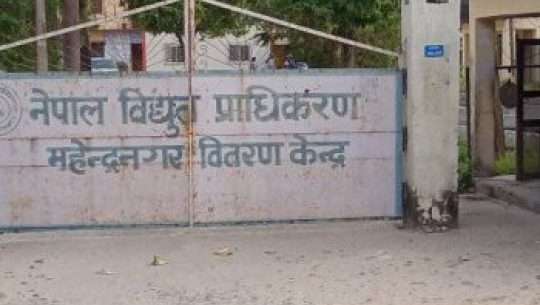 नेपाल विद्युत प्राधिकरण
महेन्द्रनगर वितरण केन्द्र